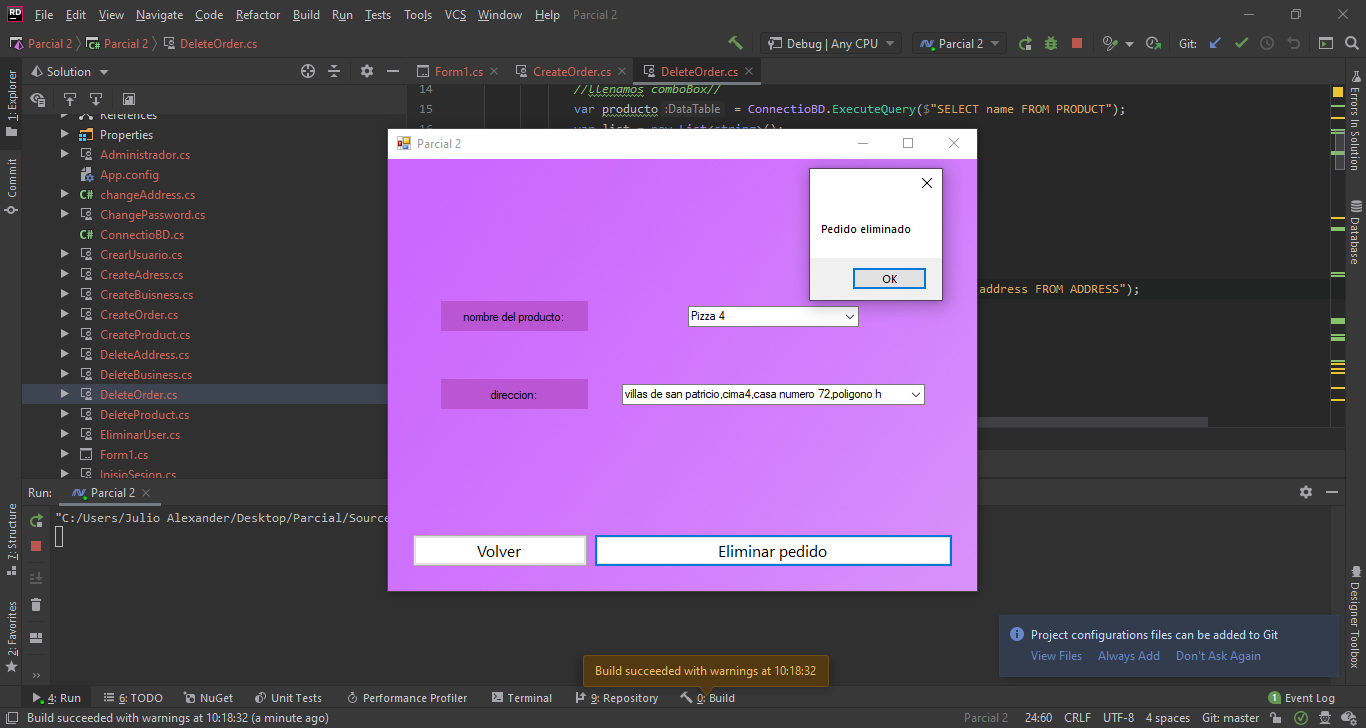 RD File Edit View Navigate Code Refactor Build Run Tests Tools VCS Window Help Parcial 2
Parcial 2 C# Parcial 2 DeleteOrder.cs Debug | Any CPU Parcial 2 Git:
Solution Form1.cs CreateOrder.cs DeleteOrder.cs
1: Explorer
Commit
7: Structure
2: Favorites
References
Properties
Administrador.cs
App.config
C# changeAddress.cs
ChangePassword.cs
C# ConnectioBD.cs
CrearUsuario.cs
CreateAdress.cs
CreateBuisness.cs
CreateOrder.cs
CreateProduct.cs
DeleteAddress.cs
DeleteBusiness.cs
DeleteOrder.cs
DeleteProduct.cs
EliminarUser.cs
Form1.cs
InisioSesion.cs
14 //llenamos comboBox//
15 var producto :DataTable = ConnectioBD.ExecuteQuery($"SELECT name FROM PRODUCT");
16 var list = new List<string>();
address FROM ADDRESS");
Parcial 2
Pedido eliminado
OK
nombre del producto: Pizza 4
direccion: villas de san patricio,cima4,casa numero 72,poligono h
Volver Eliminar pedido
Errors In Solution
Database
Designer Toolbox
Run: Parcial 2
"C:/Users/Julio Alexander/Desktop/Parcial/Source
Project configurations files can be added to Git
View Files Always Add Don't Ask Again
Build succeeded with warnings at 10:18:32
4: Run 6: TODO NuGet Unit Tests Performance Profiler Terminal 9: Repository 0: Build 1 Event Log
Build succeeded with warnings at 10:18:32 (a minute ago) Parcial 2 24:60 CRLF UTF-8 4 spaces Git: master